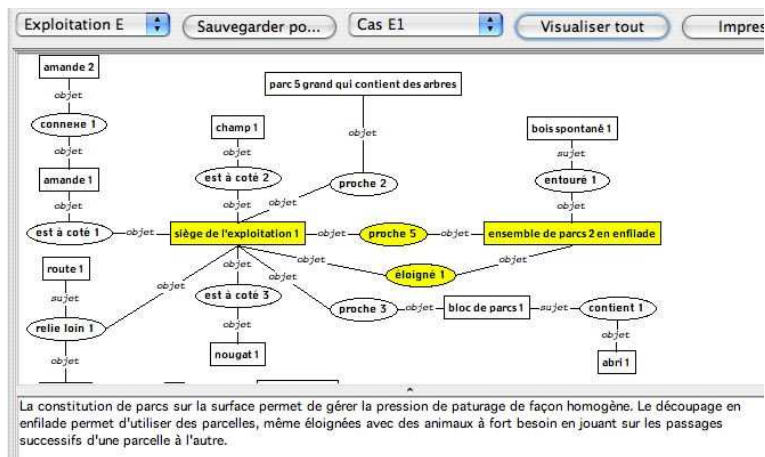 Exploitation E
Sauvegarder po...
Cas E1
Visualiser tout
Impres
amande 2
objet
connexe 1
objet
amande 1
objet
est à coté 1
objet
parc 5 grand qui contient des arbres
objet
proche 2
objet
champ 1
objet
est à coté 2
objet
bois spontané 1
sujet
entouré 1
objet
siège de l'exploitation 1
objet
proche 5
objet
ensemble de parcs 2 en enfilade
objet
éloigné 1
objet
route 1
sujet
relie loin 1
objet
objet
objet
est à coté 3
objet
nougat 1
objet
proche 3
objet
bloc de parcs 1
sujet
contient 1
objet
abri 1
La constitution de parcs sur la surface permet de gérer la pression de paturage de façon homogène. Le découpage en
enfilade permet d'utiliser des parcelles, même éloignées avec des animaux à fort besoin en jouant sur les passages
successifs d'une parcelle à l'autre.